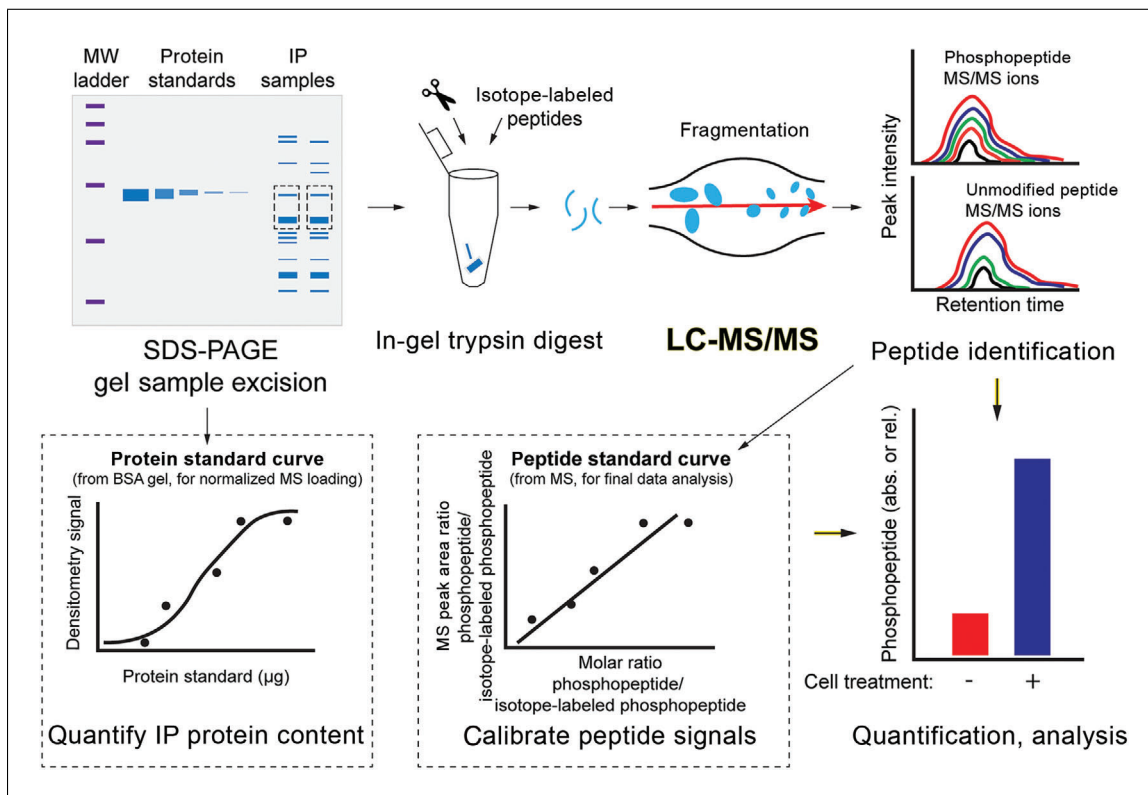 MW
ladder
Protein
standards
IP
samples
Isotope-labeled
peptides
Fragmentation
Peak intensity
Phosphopeptide
MS/MS ions
Unmodified peptide
MS/MS ions
Retention time
SDS-PAGE
gel sample excision
In-gel trypsin digest
LC-MS/MS
Peptide identification
Protein standard curve
(from BSA gel, for normalized MS loading)
Densitometry signal
Protein standard (µg)
Quantify IP protein content
Peptide standard curve
(from MS, for final data analysis)
MS peak area ratio
phosphopeptide/
isotope-labelled phosphopeptide
Molar ratio
phosphopeptide/
isotope-labeled phosphopeptide
Calibrate peptide signals
Phosphopeptide (abs. or rel.)
Cell treatment: - +
Quantification, analysis